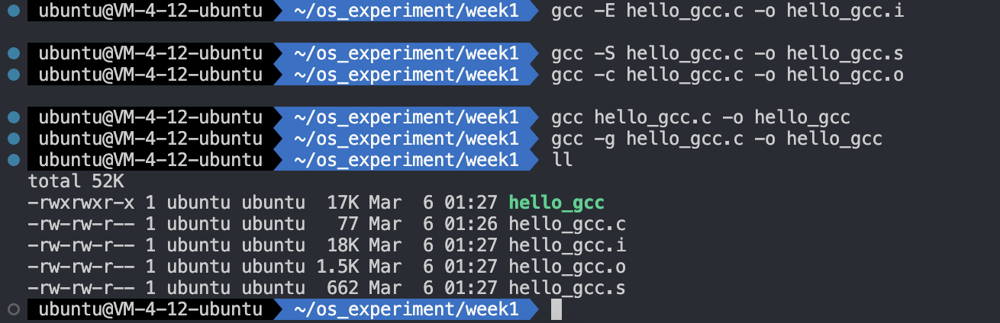 ubuntu@VM-4-12-ubuntu ~/os_experiment/week1 gcc -E hello_gcc.c -o hello_gcc.i
ubuntu@VM-4-12-ubuntu ~/os_experiment/week1 gcc -S hello_gcc.c -o hello_gcc.s
ubuntu@VM-4-12-ubuntu ~/os_experiment/week1 gcc -c hello_gcc.c -o hello_gcc.o
ubuntu@VM-4-12-ubuntu ~/os_experiment/week1 gcc hello_gcc.c -o hello_gcc
ubuntu@VM-4-12-ubuntu ~/os_experiment/week1 gcc -g hello_gcc.c -o hello_gcc
ubuntu@VM-4-12-ubuntu ~/os_experiment/week1 ll
total 52K
-rwxrwxr-x 1 ubuntu ubuntu  17K Mar  6 01:27 hello_gcc
-rw-rw-r-- 1 ubuntu ubuntu   77 Mar  6 01:26 hello_gcc.c
-rw-rw-r-- 1 ubuntu ubuntu  18K Mar  6 01:27 hello_gcc.i
-rw-rw-r-- 1 ubuntu ubuntu 1.5K Mar  6 01:27 hello_gcc.o
-rw-rw-r-- 1 ubuntu ubuntu  662 Mar  6 01:27 hello_gcc.s
ubuntu@VM-4-12-ubuntu ~/os_experiment/week1